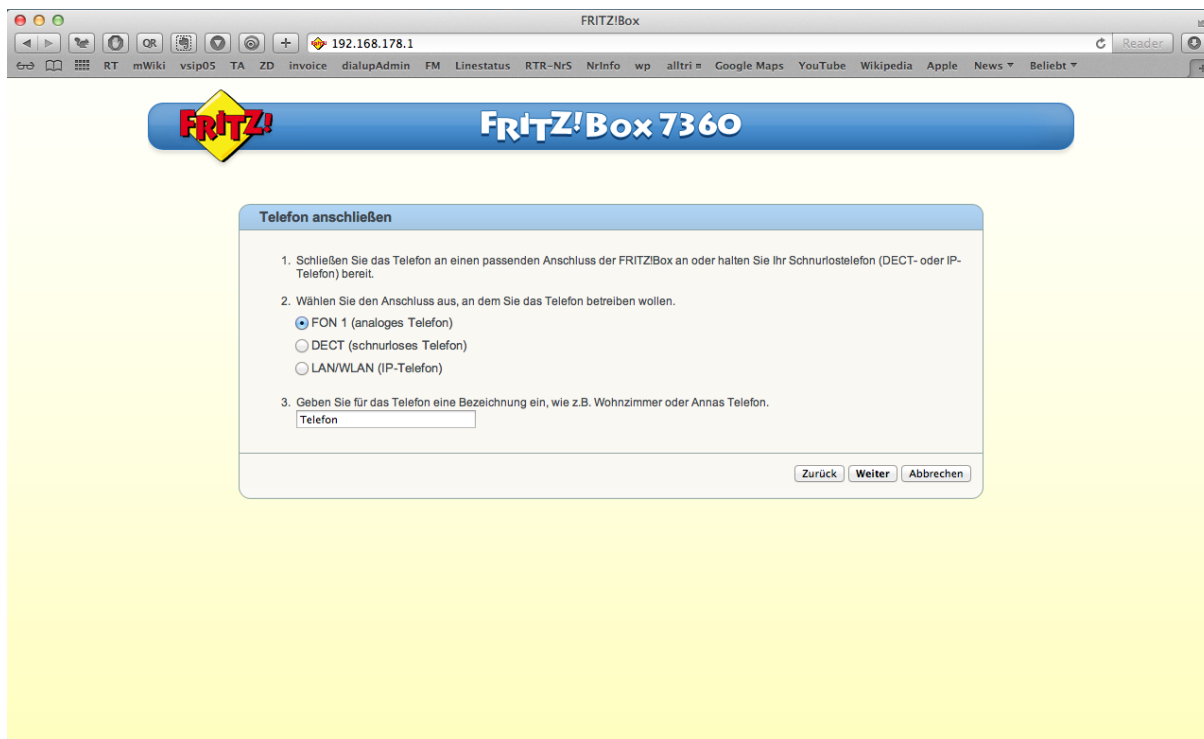 FRITZ!Box
QR
192.168.178.1
Reader
RT mWiki vsip05 TA ZD invoice dialupAdmin FM Linestatus RTR-NrS NrInfo wp alltri = Google Maps YouTube Wikipedia Apple News ▼ Beliebt ▼
FRITZ!
FRITZ!Box 7360
Telefon anschließen
1. Schließen Sie das Telefon an einen passenden Anschluss der FRITZ!Box an oder halten Sie Ihr Schnurlostelefon (DECT- oder IP-
Telefon) bereit.
2. Wählen Sie den Anschluss aus, an dem Sie das Telefon betreiben wollen.
FON 1 (analoges Telefon)
DECT (schnurloses Telefon)
LAN/WLAN (IP-Telefon)
3. Geben Sie für das Telefon eine Bezeichnung ein, wie z.B. Wohnzimmer oder Annas Telefon.
Telefon
Zurück Weiter Abbrechen